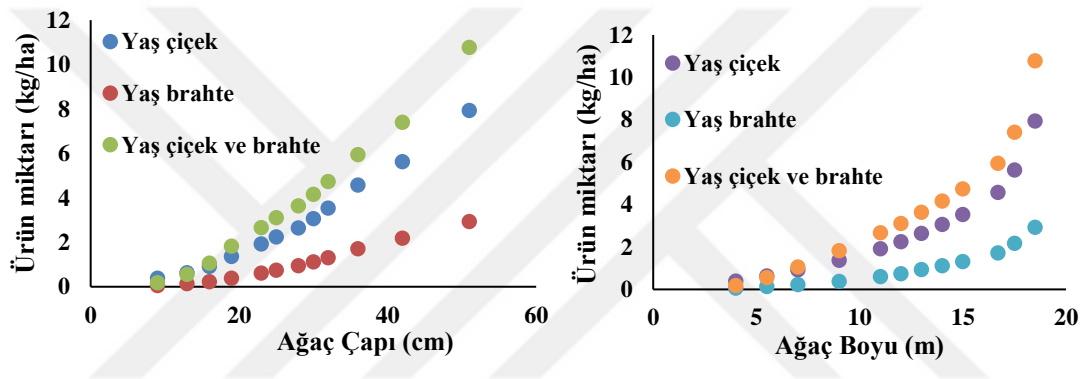 Ürün miktarı (kg/ha)
12
10
8
6
4
2
0
Yaş çiçek
Yaş brahte
Yaş çiçek ve brahte
0
20
40
60
Ağaç Çapı (cm)
Ürün miktarı (kg/ha)
12
10
8
6
4
2
0
Yaş çiçek
Yaş brahte
Yaş çiçek ve brahte
0
5
10
15
20
Ağaç Boyu (m)